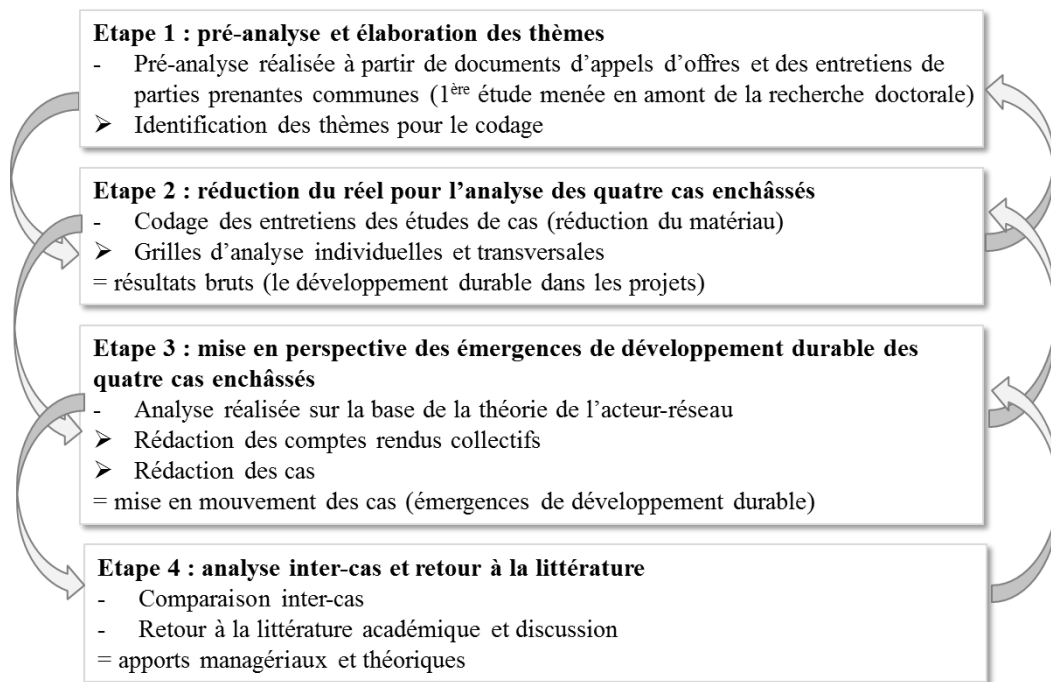 Etape 1 : pré-analyse et élaboration des thèmes
- Pré-analyse réalisée à partir de documents d’appels d’offres et des entretiens de
parties prenantes communes (1ère étude menée en amont de la recherche doctorale)
➢ Identification des thèmes pour le codage
Etape 2 : réduction du réel pour l’analyse des quatre cas enchâssés
- Codage des entretiens des études de cas (réduction du matériau)
➢ Grilles d’analyse individuelles et transversales
= résultats bruts (le développement durable dans les projets)
Etape 3 : mise en perspective des émergences de développement durable des
quatre cas enchâssés
- Analyse réalisée sur la base de la théorie de l’acteur-réseau
➢ Rédaction des comptes rendus collectifs
➢ Rédaction des cas
= mise en mouvement des cas (émergences de développement durable)
Etape 4 : analyse inter-cas et retour à la littérature
- Comparaison inter-cas
- Retour à la littérature académique et discussion
= apports managériaux et théoriques